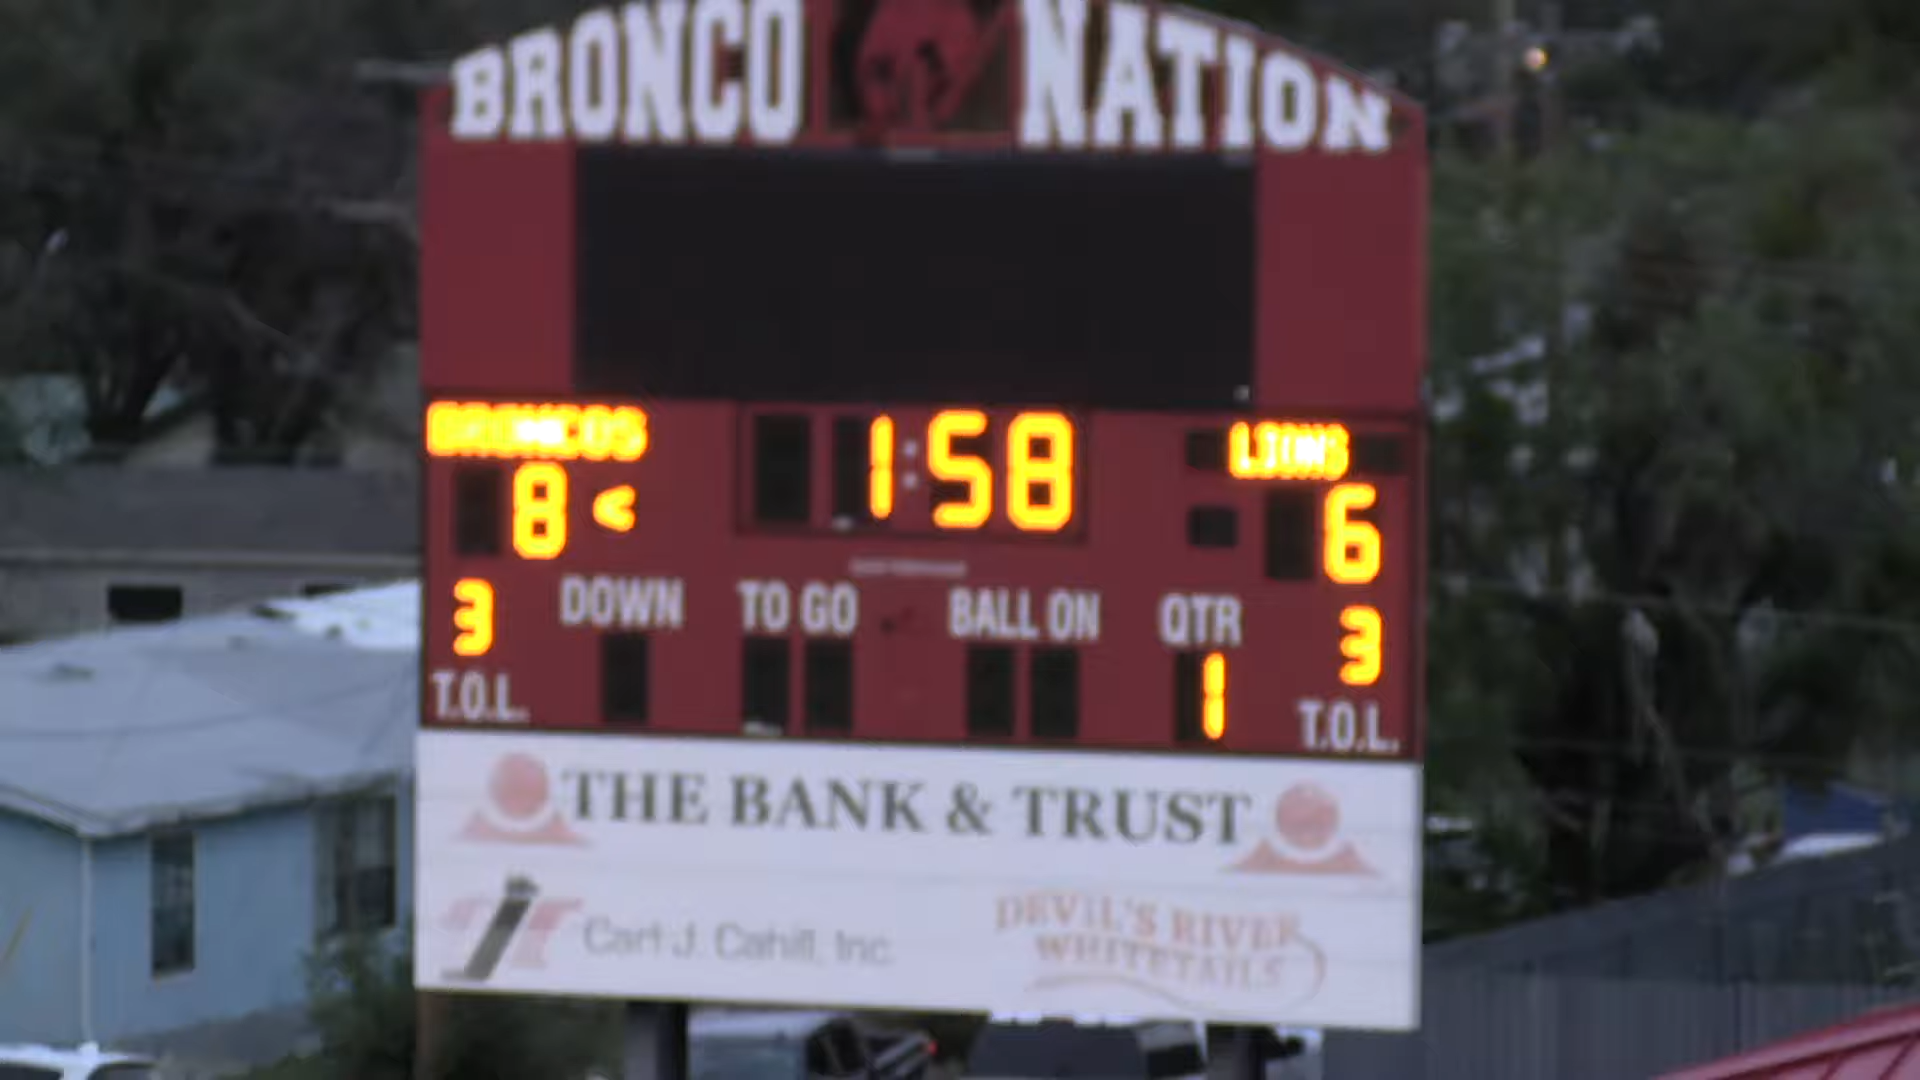 BRONCO NATION
BRONCOS 1:58 LIONS
8 < 6
3 DOWN TO GO BALL ON QTR 3
T.O.L. 1 T.O.L.
THE BANK & TRUST
Carl J. Cahill, Inc
DEVIL'S RIVER
WHITETAILS